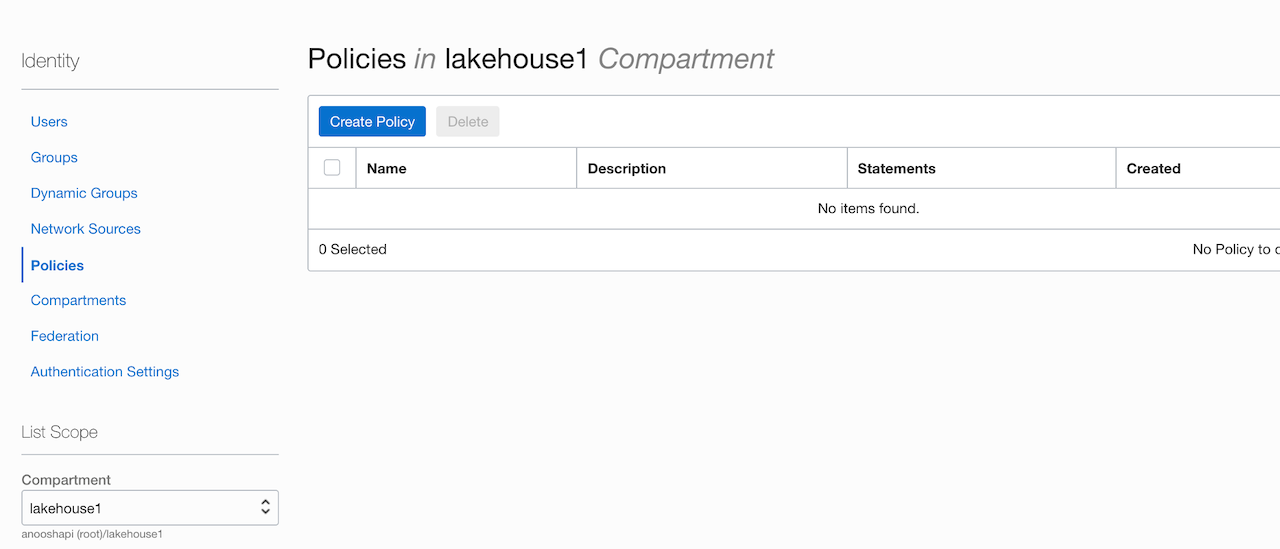 Identity
Users
Groups
Dynamic Groups
Network Sources
Policies
Compartments
Federation
Authentication Settings
List Scope
Compartment
lakehouse1
anooshapi (root)/lakehouse1
Policies in lakehouse1 Compartment
Create Policy Delete
Name Description Statements Created
No items found.
0 Selected No Policy to